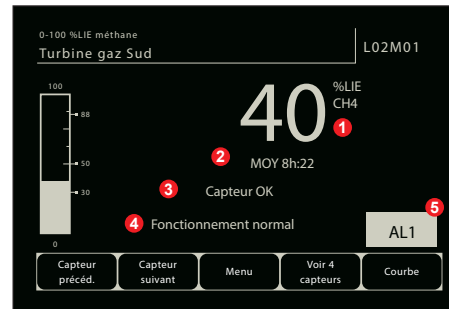 0-100 %LIE méthane
Turbine gaz Sud
L02M01
100
88
50
30
0
40
%LIE
CH4
1
2
MOY 8h:22
3
Capteur OK
4
Fonctionnement normal
5
AL1
Capteur
précéd.
Capteur
suivant
Menu
Voir 4
capteurs
Courbe